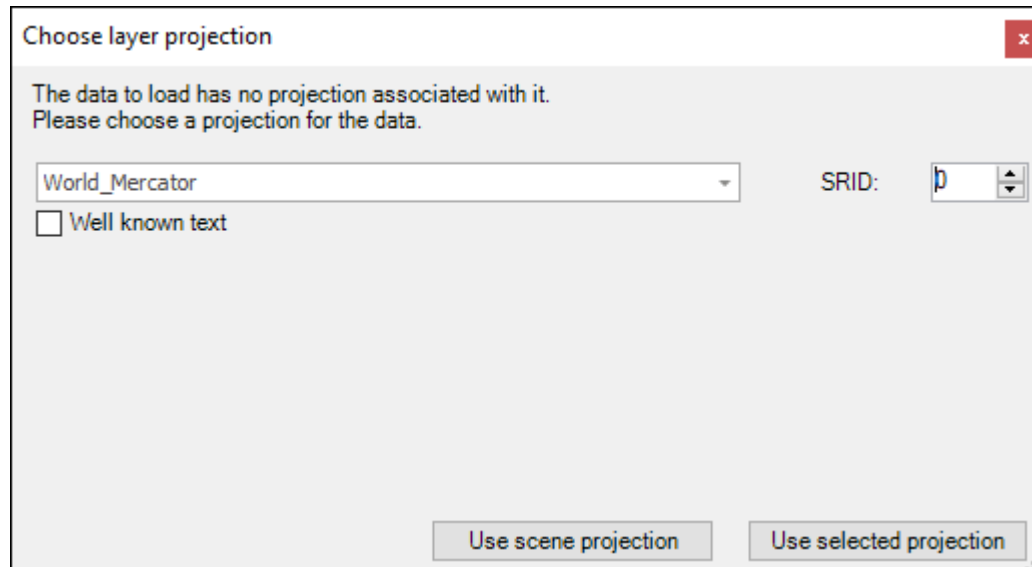 Choose layer projection
x
The data to load has no projection associated with it.
Please choose a projection for the data.
World_Mercator
SRID:
0
Well known text
Use scene projection
Use selected projection